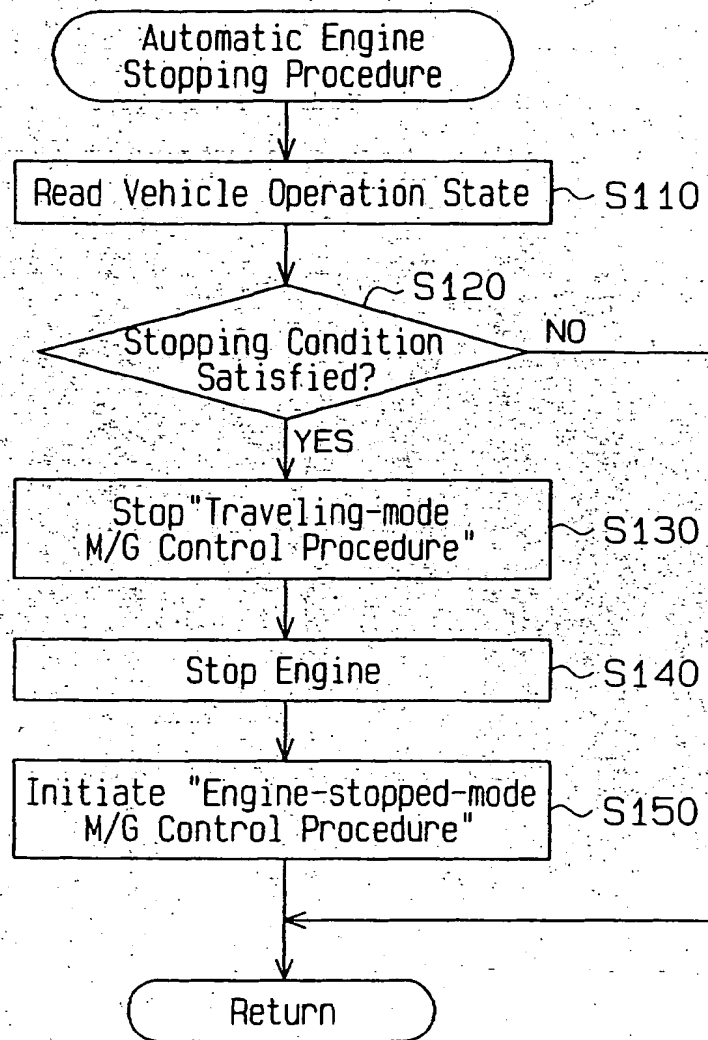 Automatic Engine
Stopping Procedure
Read Vehicle Operation State
S110
S120
Stopping Condition
Satisfied?
NO
YES
Stop"Traveling-mode
M/G Control Procedure"
S130
Stop Engine
S140
Initiate "Engine-stopped-mode
M/G Control Procedure"
S150
Return